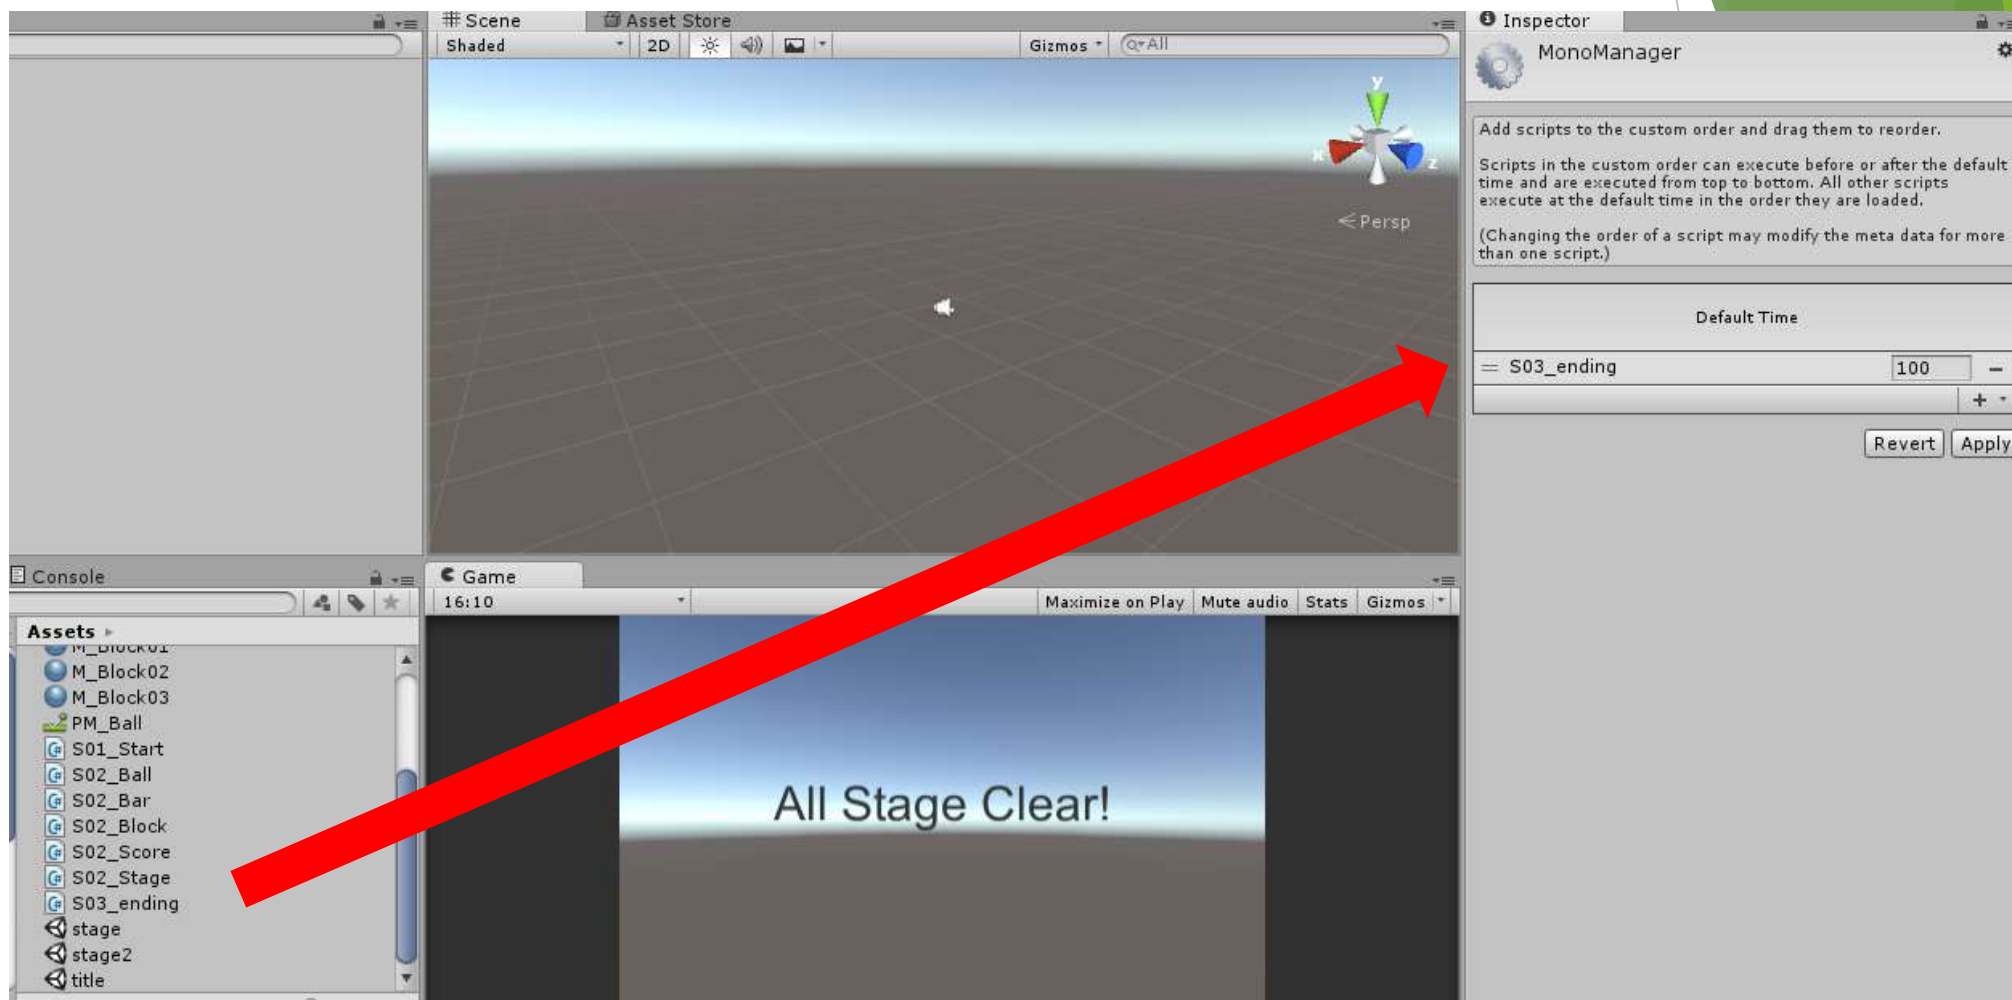 Scene
Asset Store
Shaded
2D
Gizmos
All
y
x
z
Persp
Inspector
MonoManager
Add scripts to the custom order and drag them to reorder.
Scripts in the custom order can execute before or after the default
time and are executed from top to bottom. All other scripts
execute at the default time in the order they are loaded.
(Changing the order of a script may modify the meta data for more
than one script.)
Default Time
S03_ending 100
Revert Apply
Console
Assets
M_Block01
M_Block02
M_Block03
PM_Ball
S01_Start
S02_Ball
S02_Bar
S02_Block
S02_Score
S02_Stage
S03_ending
stage
stage2
title
Game
16:10
Maximize on Play Mute audio Stats Gizmos
All Stage Clear!